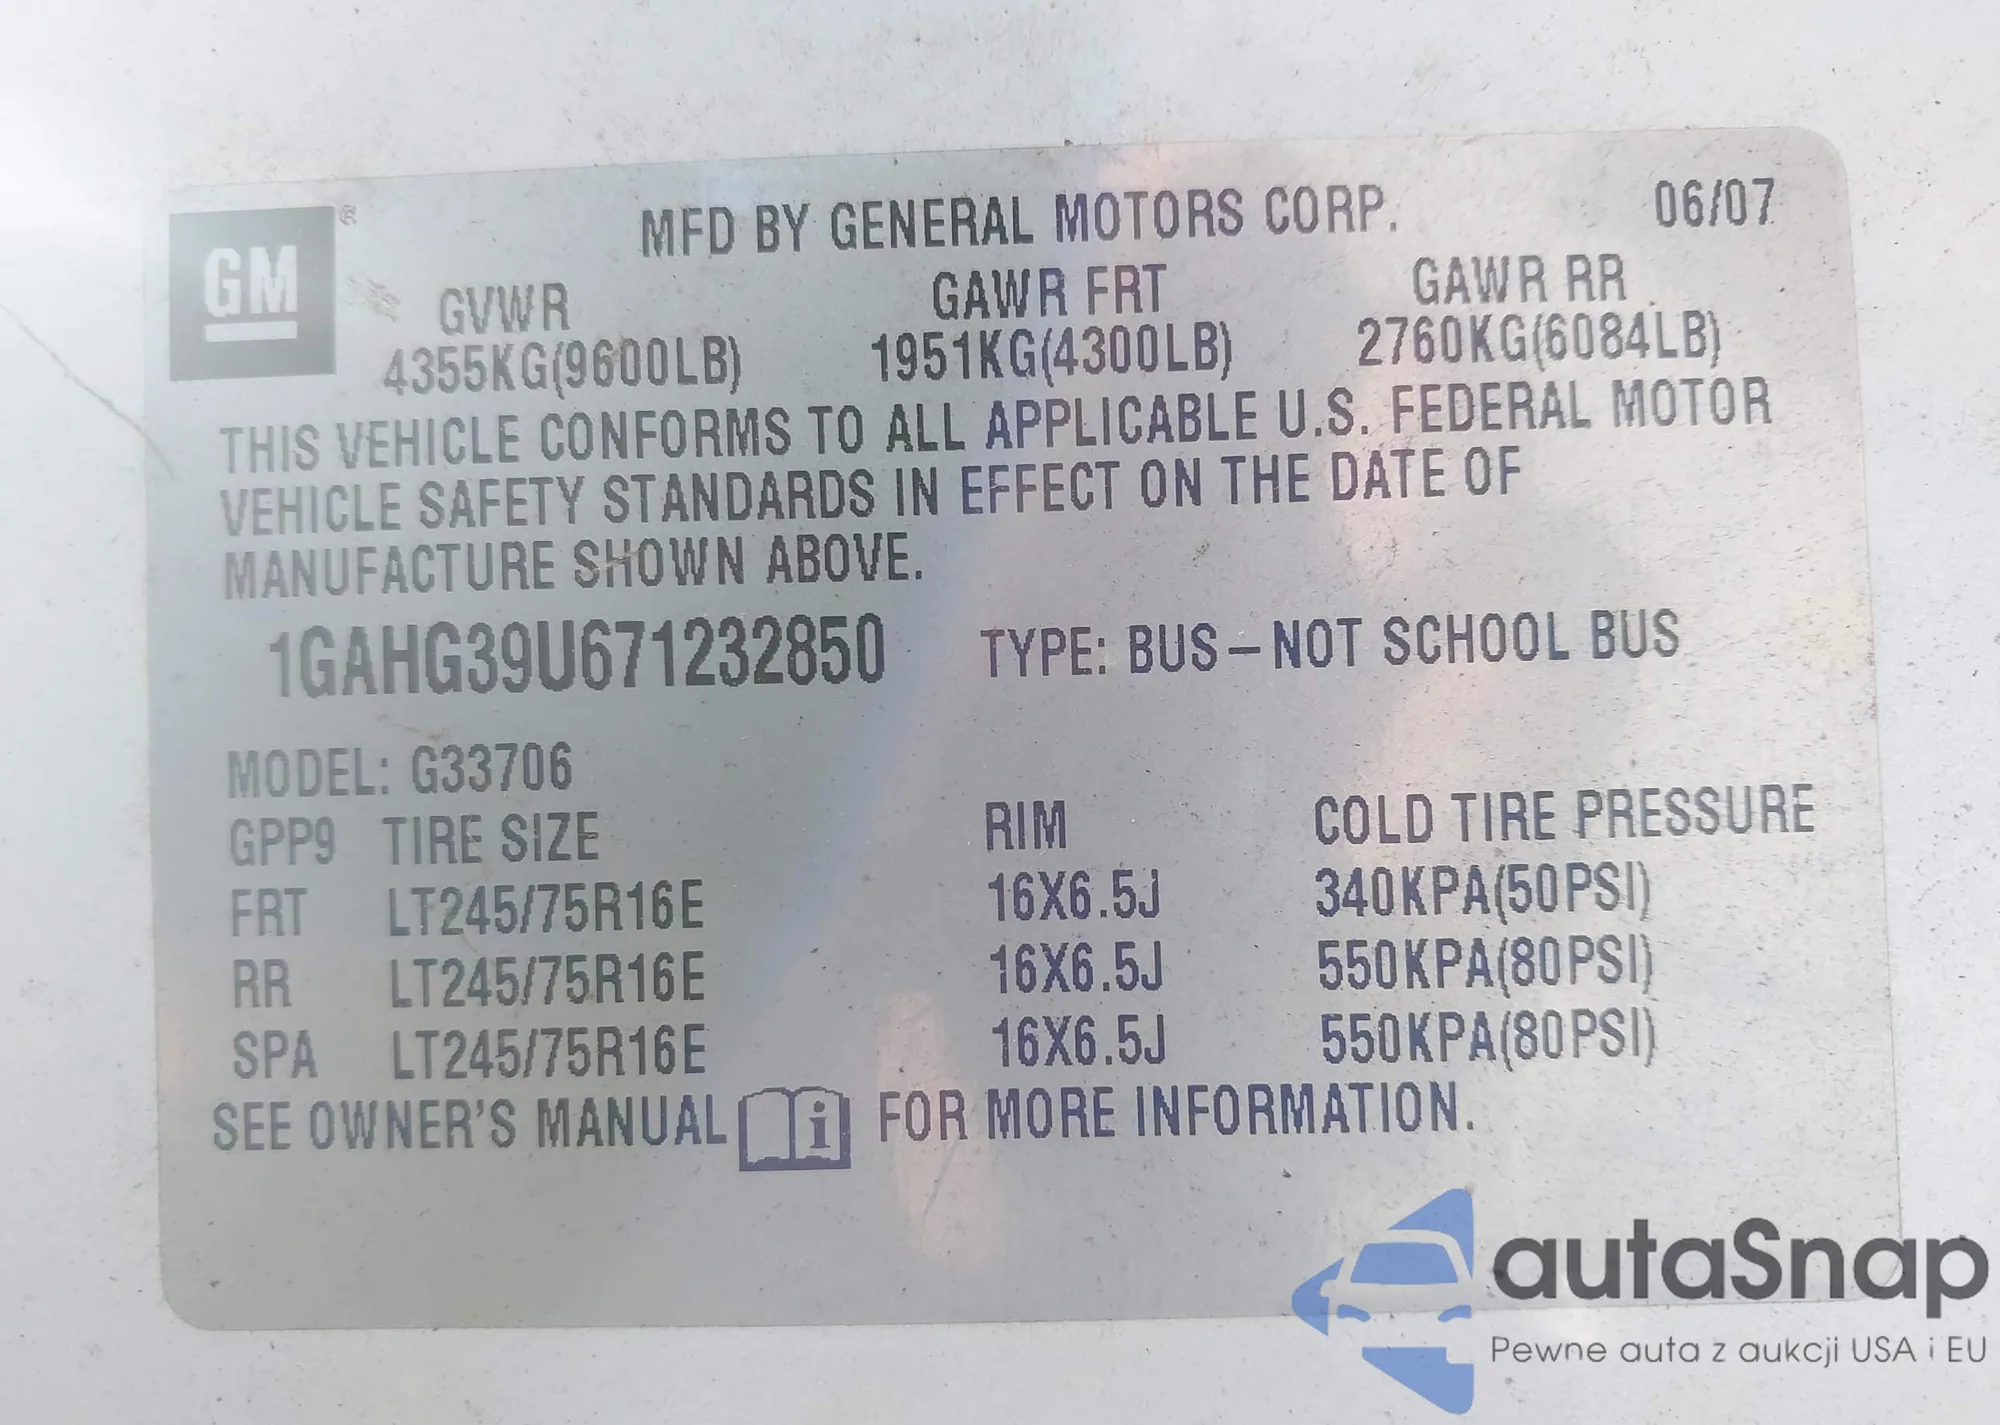 GM ®
MFD BY GENERAL MOTORS CORP. 06/07
GVWR GAWR FRT GAWR RR
4355KG(9600LB) 1951KG(4300LB) 2760KG(6084LB)
THIS VEHICLE CONFORMS TO ALL APPLICABLE U.S. FEDERAL MOTOR
VEHICLE SAFETY STANDARDS IN EFFECT ON THE DATE OF
MANUFACTURE SHOWN ABOVE.
1GAHG39U671232850 TYPE: BUS – NOT SCHOOL BUS
MODEL: G33706
GPP9 TIRE SIZE RIM COLD TIRE PRESSURE
FRT LT245/75R16E 16X6.5J 340KPA(50PSI)
RR LT245/75R16E 16X6.5J 550KPA(80PSI)
SPA LT245/75R16E 16X6.5J 550KPA(80PSI)
SEE OWNER'S MANUAL i FOR MORE INFORMATION.
autaSnap
Pewne auta z aukcji USA i EU